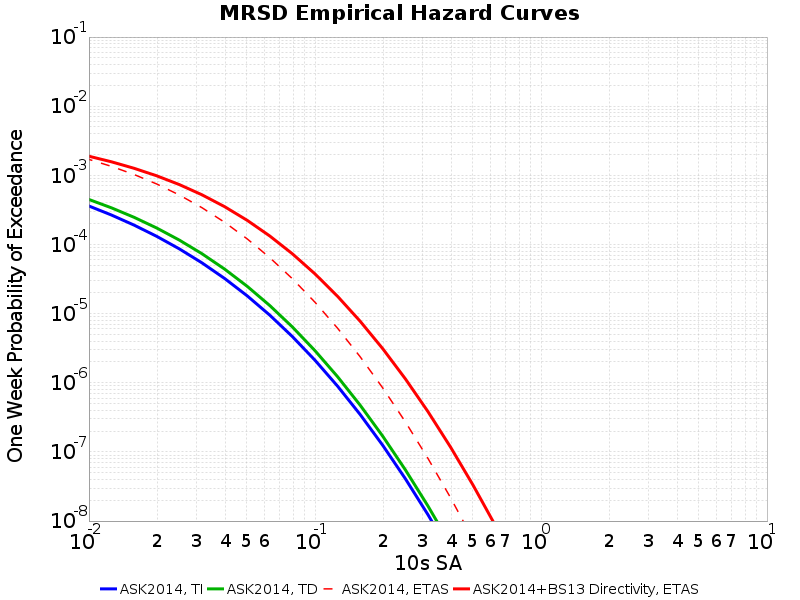 MRSD Empirical Hazard Curves
One Week Probability of Exceedance
10^-1
10^-2
10^-3
10^-4
10^-5
10^-6
10^-7
10^-8
10^-2 2 3 4 5 6 10^-1 2 3 4 5 6 7 10^0 2 3 4 5 6 7 10^1
10s SA
ASK2014, TI ASK2014, TD ASK2014, ETAS ASK2014+BS13 Directivity, ETAS